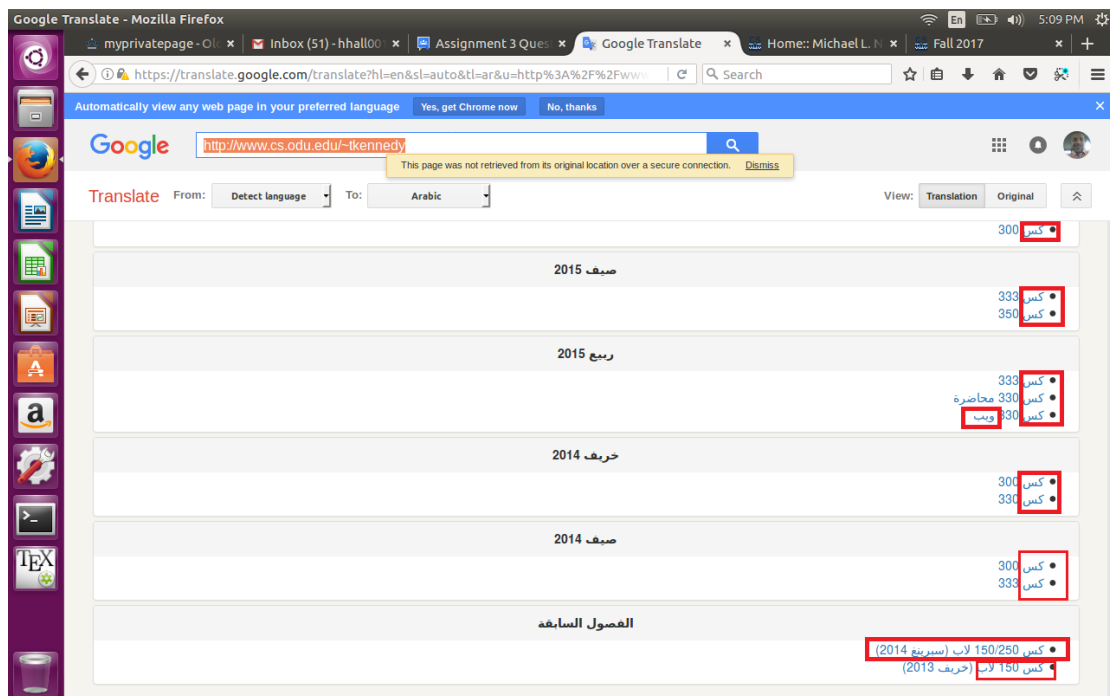 Google Translate - Mozilla Firefox
En
5:09 PM
myprivatepage - Ol
Inbox (51) - hhall00
Assignment 3 Ques
Google Translate
Home:: Michael L. N
Fall 2017
https://translate.google.com/translate?hl=en&sl=auto&tl=ar&u=http%3A%2F%2Fwww
Search
Automatically view any web page in your preferred language
Yes, get Chrome now
No, thanks
Google
http://www.cs.odu.edu/~tkennedy
This page was not retrieved from its original location over a secure connection. Dismiss
Translate From: Detect language To: Arabic
View: Translation Original
كس 300
صيف 2015
كس 333
كس 350
ربيع 2015
كس 333
كس 330 محاضرة
كس 330 ويب
خريف 2014
كس 300
كس 330
صيف 2014
كس 300
كس 333
الفصول السابقة
كس 150/250 لاب (سبرينغ 2014)
كس 150 لاب (خريف 2013)
a
>_
TEX